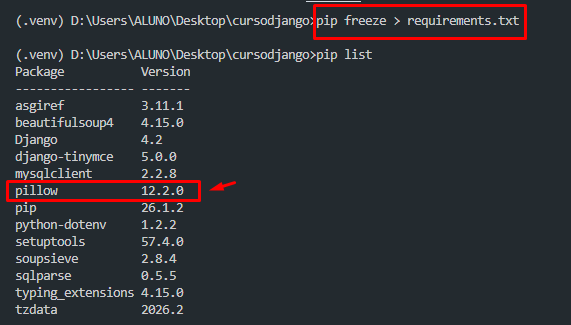 (.venv) D:\Users\ALUNO\Desktop\cursodjango>pip freeze > requirements.txt
(.venv) D:\Users\ALUNO\Desktop\cursodjango>pip list
Package           Version
----------------- -------
asgiref           3.11.1
beautifulsoup4    4.15.0
Django            4.2
django-tinymce    5.0.0
mysqlclient       2.2.8
pillow            12.2.0
pip               26.1.2
python-dotenv     1.2.2
setuptools        57.4.0
soupsieve         2.8.4
sqlparse          0.5.5
typing_extensions 4.15.0
tzdata            2026.2